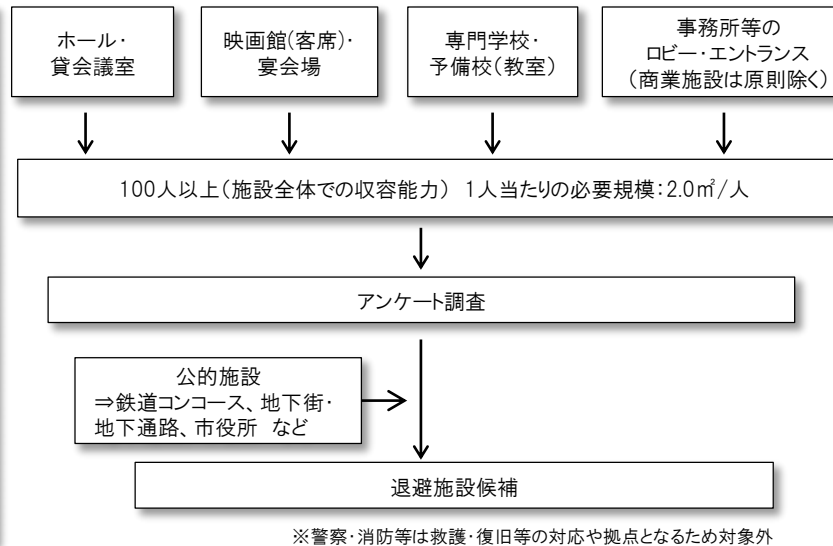 ホール・
貸会議室
映画館(客席)・
宴会場
専門学校・
予備校(教室)
事務所等の
ロビー・エントランス
(商業施設は原則除く)
100人以上(施設全体での収容能力) 1人当たりの必要規模:2.0㎡/人
アンケート調査
公的施設
⇒鉄道コンコース、地下街・
地下通路、市役所 など
退避施設候補
※警察・消防等は救護・復旧等の対応や拠点となるため対象外